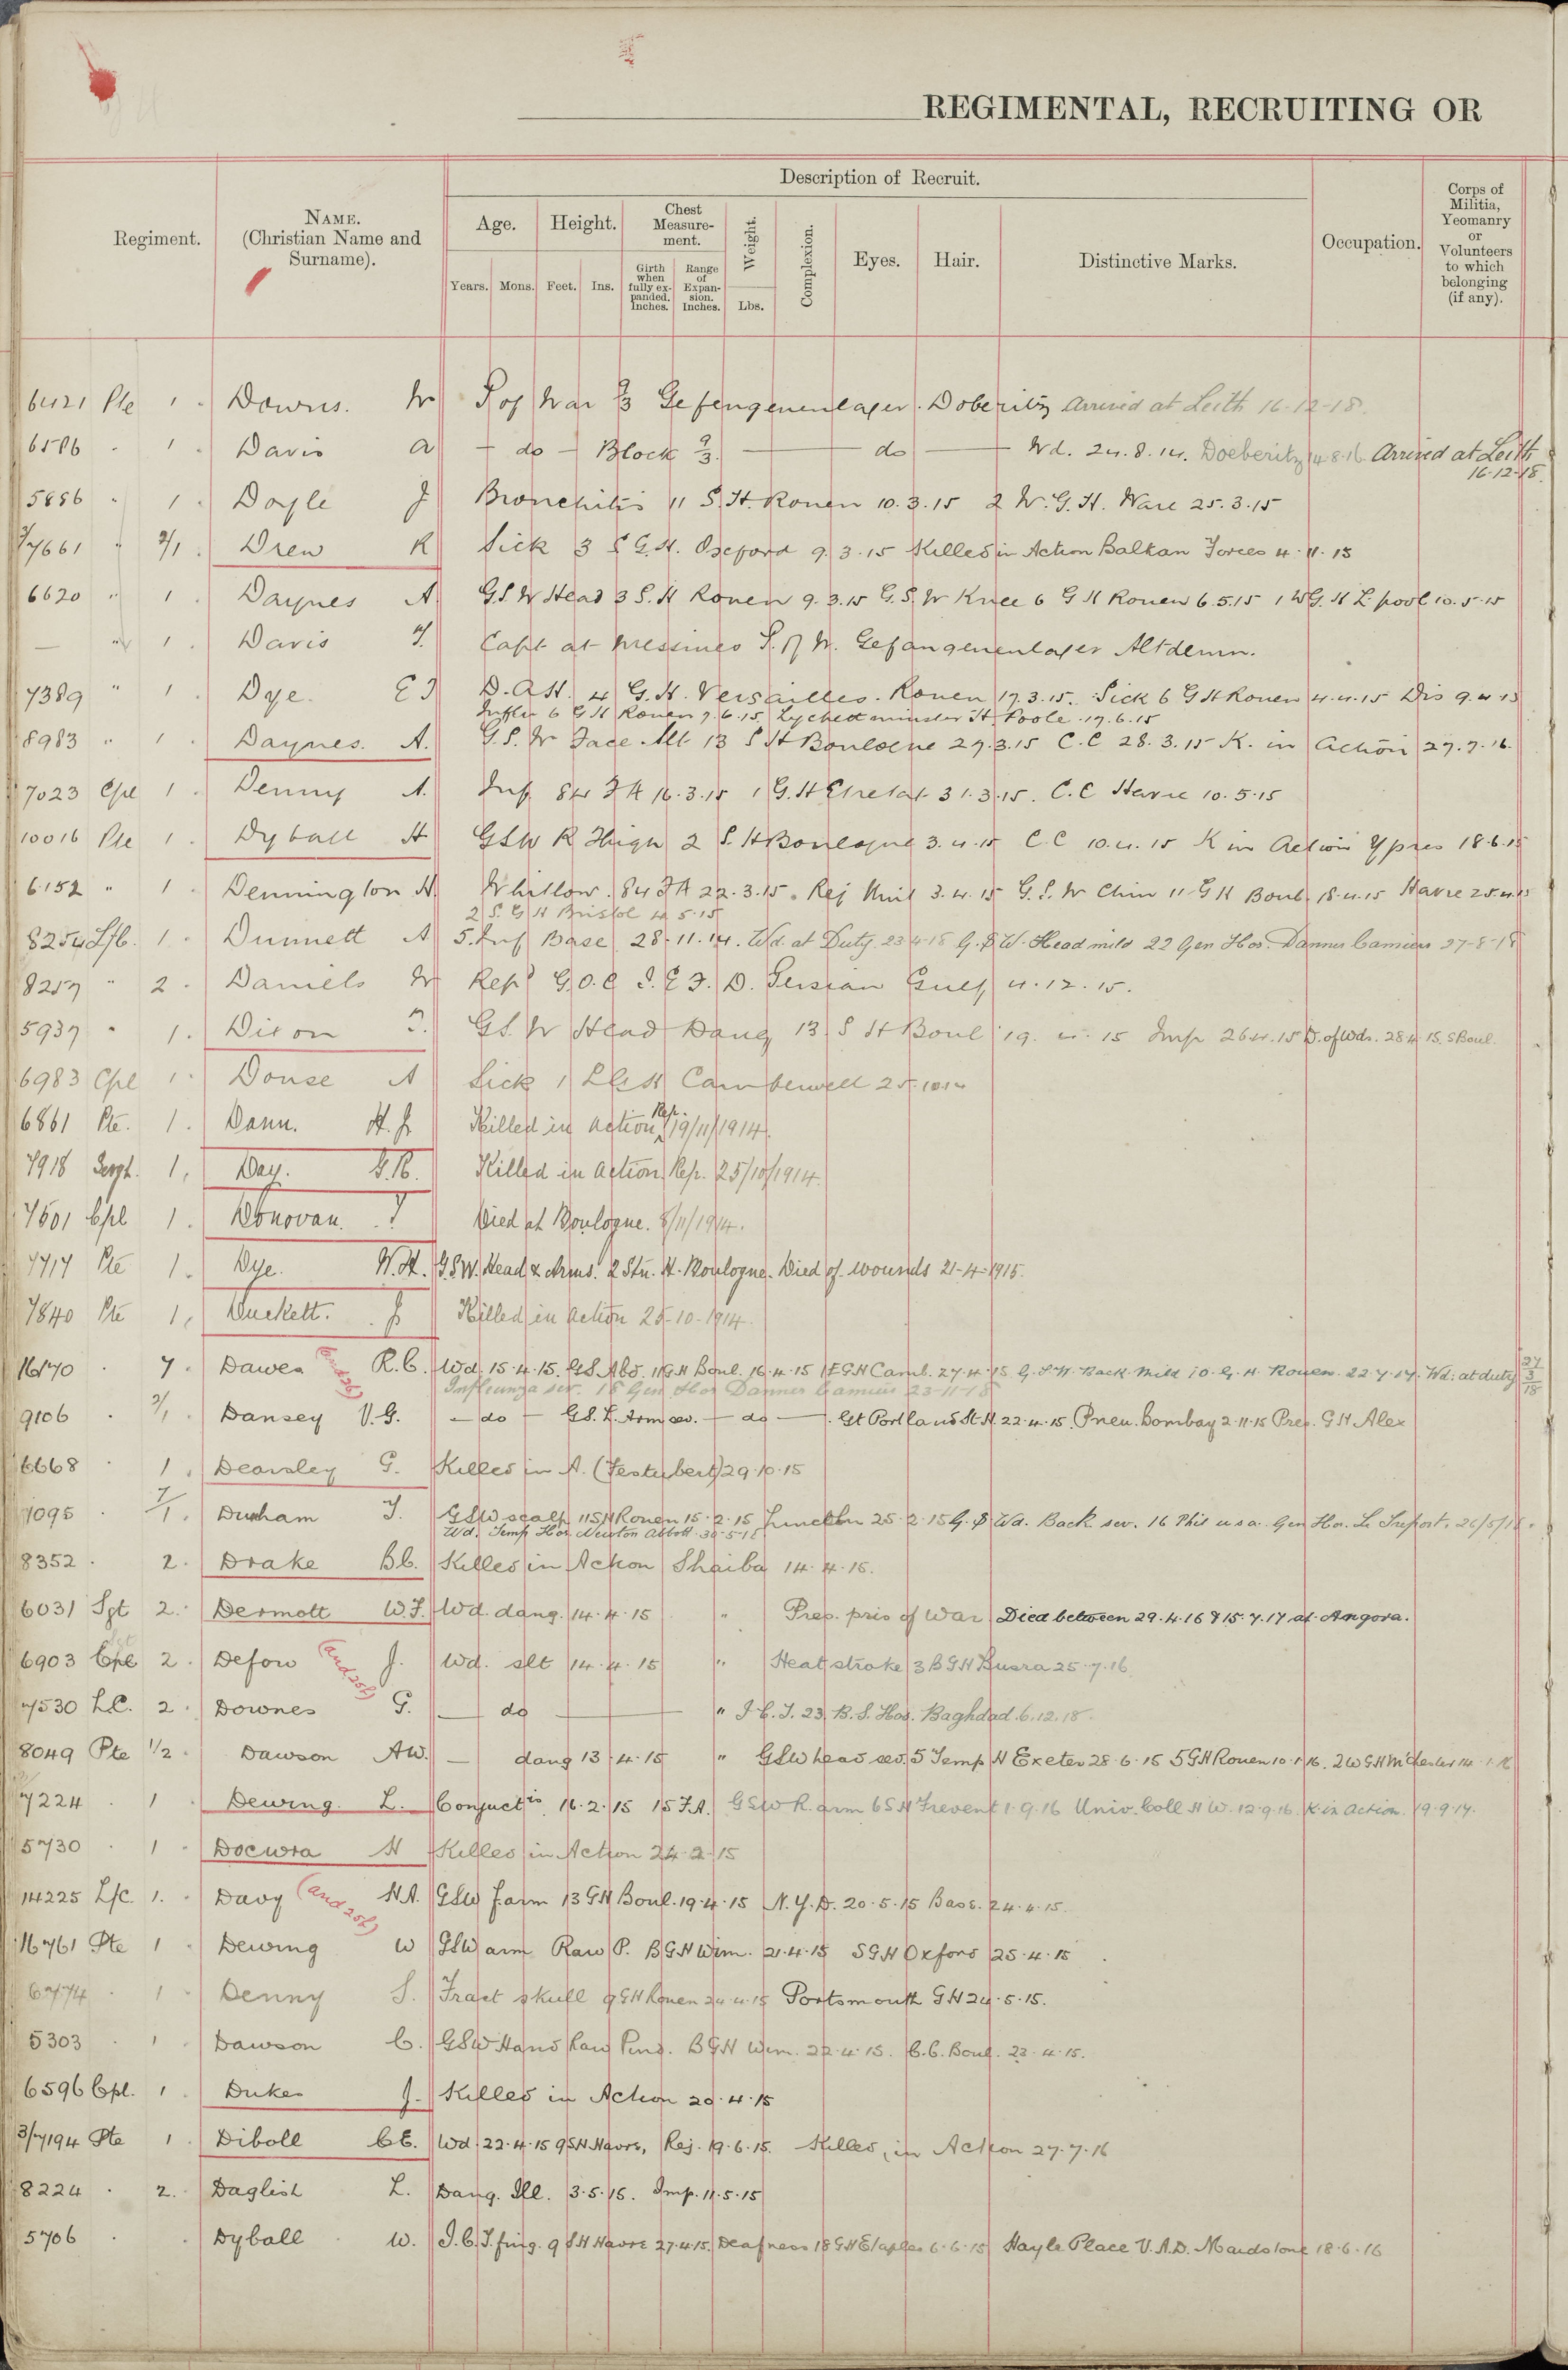 REGIMENTAL, RECRUITING OR
Description of Recruit.
Regiment.
NAME.
(Christian Name and
Surname).
Age.
Height.
Chest
Measure-
ment.
Weight.
Complexion.
Eyes.
Hair.
Distinctive Marks.
Occupation.
Corps of
Militia,
Yeomanry
or
Volunteers
to which
belonging
(if any).
Years.
Mons.
Feet.
Ins.
Girth
when
fully ex-
panded.
Inches.
Range
of
Expan-
sion.
Inches.
Lbs.
6421 Pte 1 . Downs. W P of War 9/3 Gefengenenlager. Doberitz Arrived at Leith 16-12-18.
6586 " 1 . Davis A - do - Block 9/3. — do — Wd. 24.8.14. Doeberitz 14.8.16 Arrived at Leith
16-12-18.
5886 " 1 . Doyle J Bronchitis 11 S.H. Rouen 10.3.15 2 W.G.H. Ware 25.3.15
3/7661 " 2/1 . Drew R Sick 3 S G.H. Oxford 9.3.15 Killed in Action Balkan Forces 4.11.15
6620 " 1 Daynes A. G.S.W Head 3 S.H Rouen 9.3.15 G.S.W Knee 6 G H Rouen 6.5.15 1 W G. H L'pool 10.5.15
— " 1 . Davis Capt at Messines P. of W. Gefangenenlager
7389 " 1 Dye. E J D.A.H. 4 G.H. Versailles. Rouen 17.3.15. Sick 6 G H Rouen 4.4.15 Dis 9.4.15
Influ 6 G H Rouen 7.6.15 Lychett minster H Poole 17.6.15
8983 " 1 . Daynes. A. G.S.W Face 13 S H Boulogne 27.3.15 C.C 28.3.15 K. in action 27.7.16.
7023 Cpl 1 . Denny A. Inf 84 F A 16.3.15 1 G.H Etretat 31.3.15. C.C Havre 10.5.15
10016 Pte 1 . Dyball H GSW R Thigh 2 S.H Boulogne 3.4.15 C.C 10.4.15 K in Action Ypres 18.6.15
6152 " 1 . Dennington H. Whitlow. 84 F A 22.3.15. Rej Unit 3.4.15 G.S.W Chin 11 G H Boul. 18.4.15 Havre 25.4.15
2 S. G H Bristol 4.5.15
8254 L/C. 1 . Dunnett A 5. Inf Base 28.11.14. Wd. at Duty. 23-4-18 G.S W. Head mild 22 Gen Hos. Dannes Camiers 27-8-18
8257 " 2 . Daniels W Repd G.O.C I.E.F. D. Persian Gulf 4.12.15.
5937 " 1. Dixon GS.W Head Dang 13 S H Boul 19.4.15 Imp 26.4.15 D. of Wds. 28.4.15. S Boul.
6983 Cpl 1 . Douse A Sick 1 LGH Camberwell 25.10.14
6861 Pte. 1. Dann. H.J Killed in action Rep. 19/11/1914.
7918 Sergt. 1, Day. G.R. Killed in action Rep. 25/10/1914.
7601 Cpl 1. Donovan. T Died at Boulogne. 8/11/1914.
7717 Pte 1. Dye. W.H. G.S.W. Head & Arms. 2 Stn. H. Boulogne. Died of wounds 21-4-1915.
7840 Pte 1, Duckett. J Killed in action 25-10-1914.
16170 . 7 . Dawes R.C. Wd. 15.4.15. GS. Abd. 11GH Boul. 16.4.15 1 E G H Camb. 27.4.15 G.S.W. Back mild 10. G. H. Rouen. 22.7.17. Wd. at duty 27/3/18
Influenza sev. 18 Gen Hos Dannes Camiers 23-11-18
9106 . 2/1 . Dansey V.G. - do - GS. L. Arm sev. - do - Gt Portland St H. 22.4.15. Pneu. Bombay 2.11.15 Pres. G H Alex
6668 . 1 . Dearsley G. Killed in A. (Festubert) 29.10.15
7095 . 7/1. Durham T. GSW scalp 11SH Rouen 15.2.15 25.2.15 G.S Wd. Back sev. 16 Phil u s a. Gen Hos. Le Treport. 26/5/18.
Wd. Temp Hos Newton Abbott. 30-5-18
8352 . 2. Drake B.C. Killed in Action Shaiba 14.4.15.
6031 Sgt 2. Dermott W.F. Wd. dang. 14.4.15 " Pres. pris of War Died between 29.4.16 & 15.7.17 at Angora.
6903 Cpl 2 . Defow (and 25b) J. Wd. slt 14.4.15 " Heat stroke 3 B G H Busra 25.7.16.
7530 LC. 2 . Downes G. — do — " I.C.T. 23. B.S. Hos. Baghdad. 6.12.18.
8049 Pte 1/2 . Dawson AW. — dang 13.4.15 " GSW head sev. 5 Temp H Exeter 28.6.15 5 G H Rouen 10.1.16. 2 W G H M'chester 14.1.16
7224 . 1 . Dewing. L. Conjuctis. 16.2.15 15 F.A. GSW R. arm 6 S H Frevent 1.9.16 Univ. Coll H W. 12.9.16. K. in action. 19.9.17.
5730 . 1 . Docwra H Killed in Action 24.2.15
14225 L/C. 1. Davy (and 25b) H.A. GSW f.arm 13 GH Boul. 19.4.15 N.Y.D. 20.5.15 Base. 24.4.15.
16761 Pte 1 . Dewing W GSW arm Raw P. BGH Wim. 21.4.15 SGH Oxford 25.4.15
6774 . 1 . Denny S. Fract skull 9 G H Rouen 24.4.15 Portsmouth G H 24.5.15.
5303 . 1 . Dawson C. GSW Hand Raw Pind. B G H Wim. 22.4.15. C.C. Boul. 23.4.15.
6596 Cpl. 1 . Dukes J. Killed in Action 20.4.15
3/7194 Pte 1 . Diboll C.E. Wd. 22.4.15 9SH Havre, Rej. 19.6.15. Killed, in Action 27.7.16
8224 . 2. Daglish L. Dang. Ill. 3.5.15. Imp. 11.5.15
5706 . Dyball W. I.C.T. fing. 9 S H Havre 27.4.15. Deafness 18 G H Etaples 6.6.15 Hayle Place V.A.D. Maidstone 18.6.16